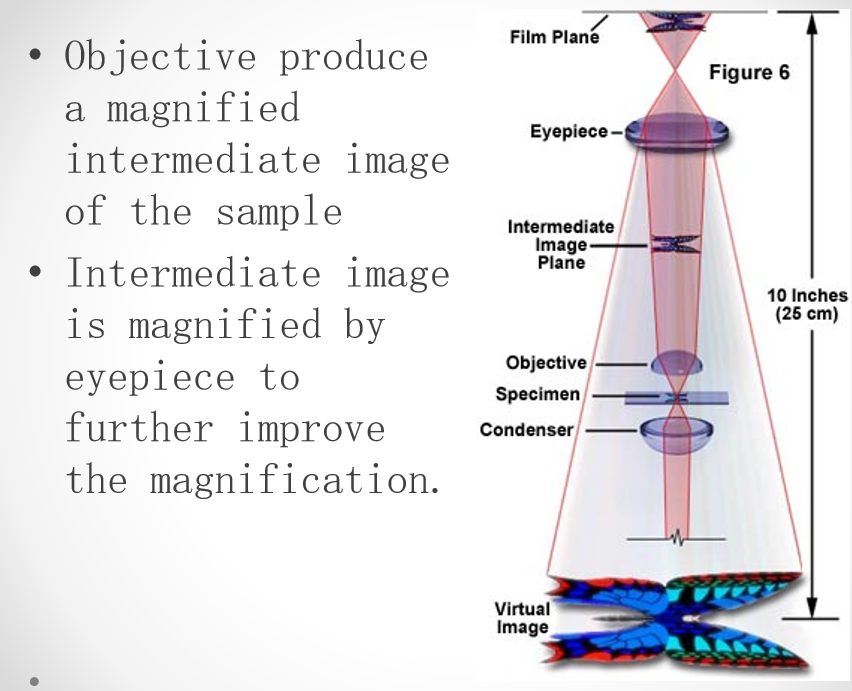 • Objective produce
a magnified
intermediate image
of the sample
• Intermediate image
is magnified by
eyepiece to
further improve
the magnification.
•
Film Plane
Figure 6
Eyepiece
Intermediate
Image
Plane
10 Inches
(25 cm)
Objective
Specimen
Condenser
Virtual
Image